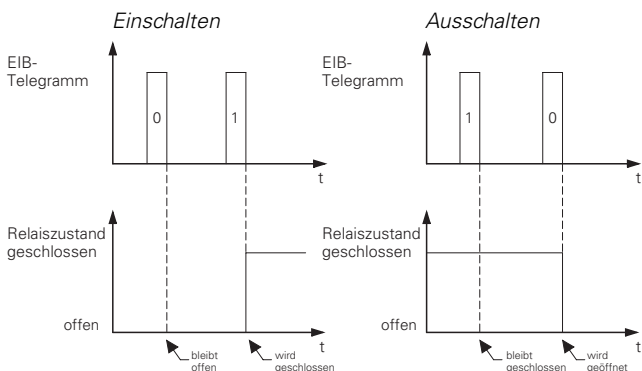 Einschalten
EIB-
Telegramm
0
1
t
Relaiszustand
geschlossen
offen
t
bleibt
offen
wird
geschlossen
Ausschalten
EIB-
Telegramm
1
0
t
Relaiszustand
geschlossen
offen
t
bleibt
geschlossen
wird
geöffnet